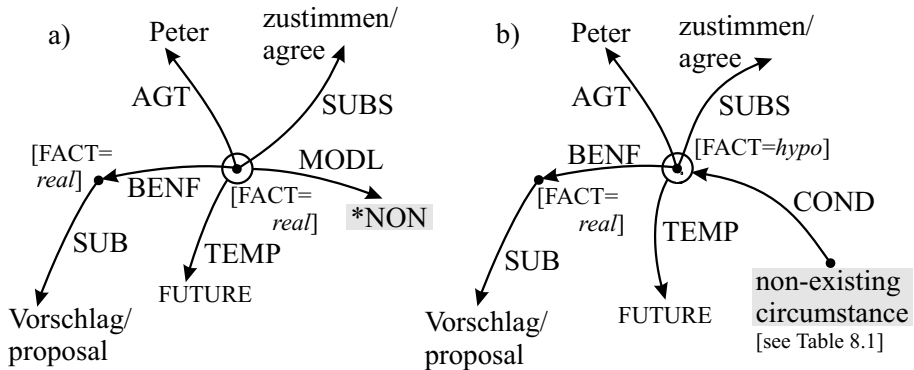 a)
Peter
zustimmen/
agree
AGT
SUBS
[FACT=
real]
BENF
MODL
[FACT=
real]
*NON
SUB
TEMP
FUTURE
Vorschlag/
proposal
b)
Peter
zustimmen/
agree
AGT
SUBS
BENF
[FACT=hypo]
[FACT=
real]
COND
SUB
TEMP
FUTURE
Vorschlag/
proposal
non-existing
circumstance
[see Table 8.1]